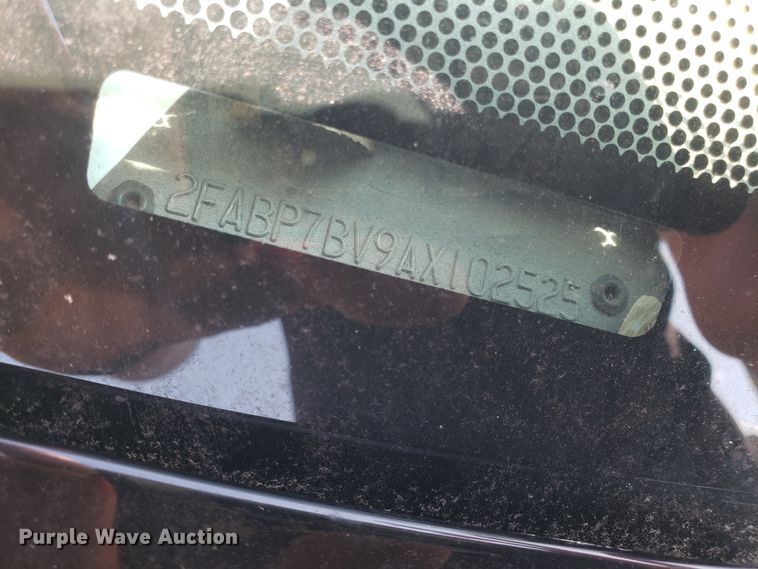 2FABP7BV9AX102525
Purple Wave Auction